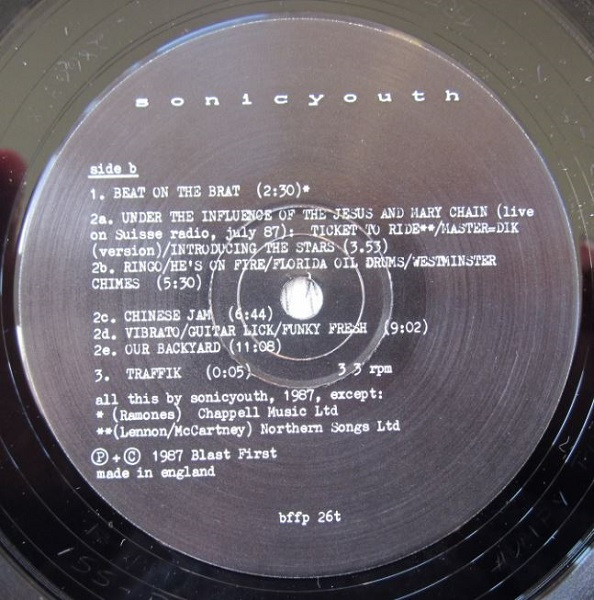 sonicyouth
side b
1. BEAT ON THE BRAT (2:30)*
2a. UNDER THE INFLUENCE OF THE JESUS AND MARY CHAIN (live
on Suisse radio, july 87): TICKET TO RIDE**/MASTER=DIK
(version)/INTRODUCING THE STARS (3.53)
2b. RINGO/HE'S ON FIRE/FLORIDA OIL DRUMS/WESTMINSTER
CHIMES (5:30)
2c. CHINESE JAM (6:44)
2d. VIBRATO/GUITAR LICK/FUNKY FRESH (9:02)
2e. OUR BACKYARD (11:08)
3. TRAFFIK (0:05) 33 rpm
all this by sonicyouth, 1987, except:
* (Ramones) Chappell Music Ltd
**(Lennon/McCartney) Northern Songs Ltd
Ⓟ+© 1987 Blast First
made in england
bffp 26t